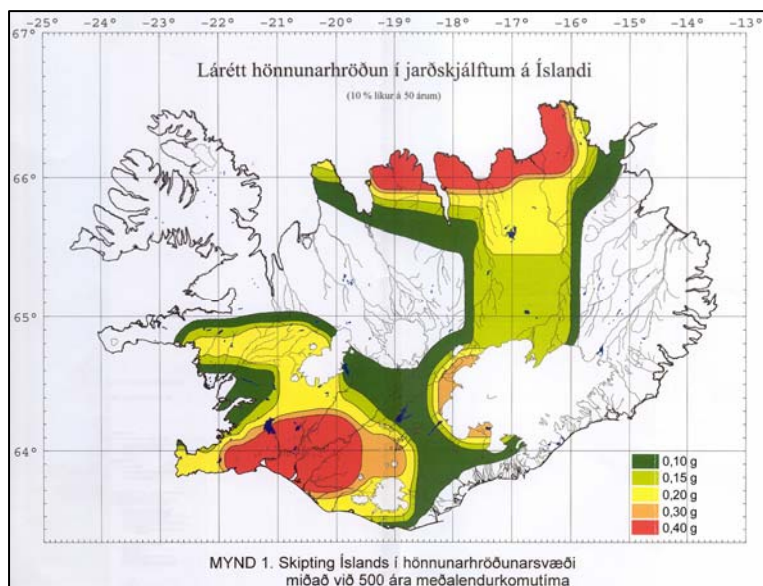 −25° −24° −23° −22° −21° −20° −19° −18° −17° −16° −15° −14° −13°
67°
Lárétt hönnunarhröðun í jarðskjálftum á Íslandi
(10 % líkur á 50 árum)
66°
65°
64°
0,10 g
0,15 g
0,20 g
0,30 g
0,40 g
MYND 1. Skipting Íslands í hönnunarhröðunarsvæði
miðað við 500 ára meðalendurkomutíma